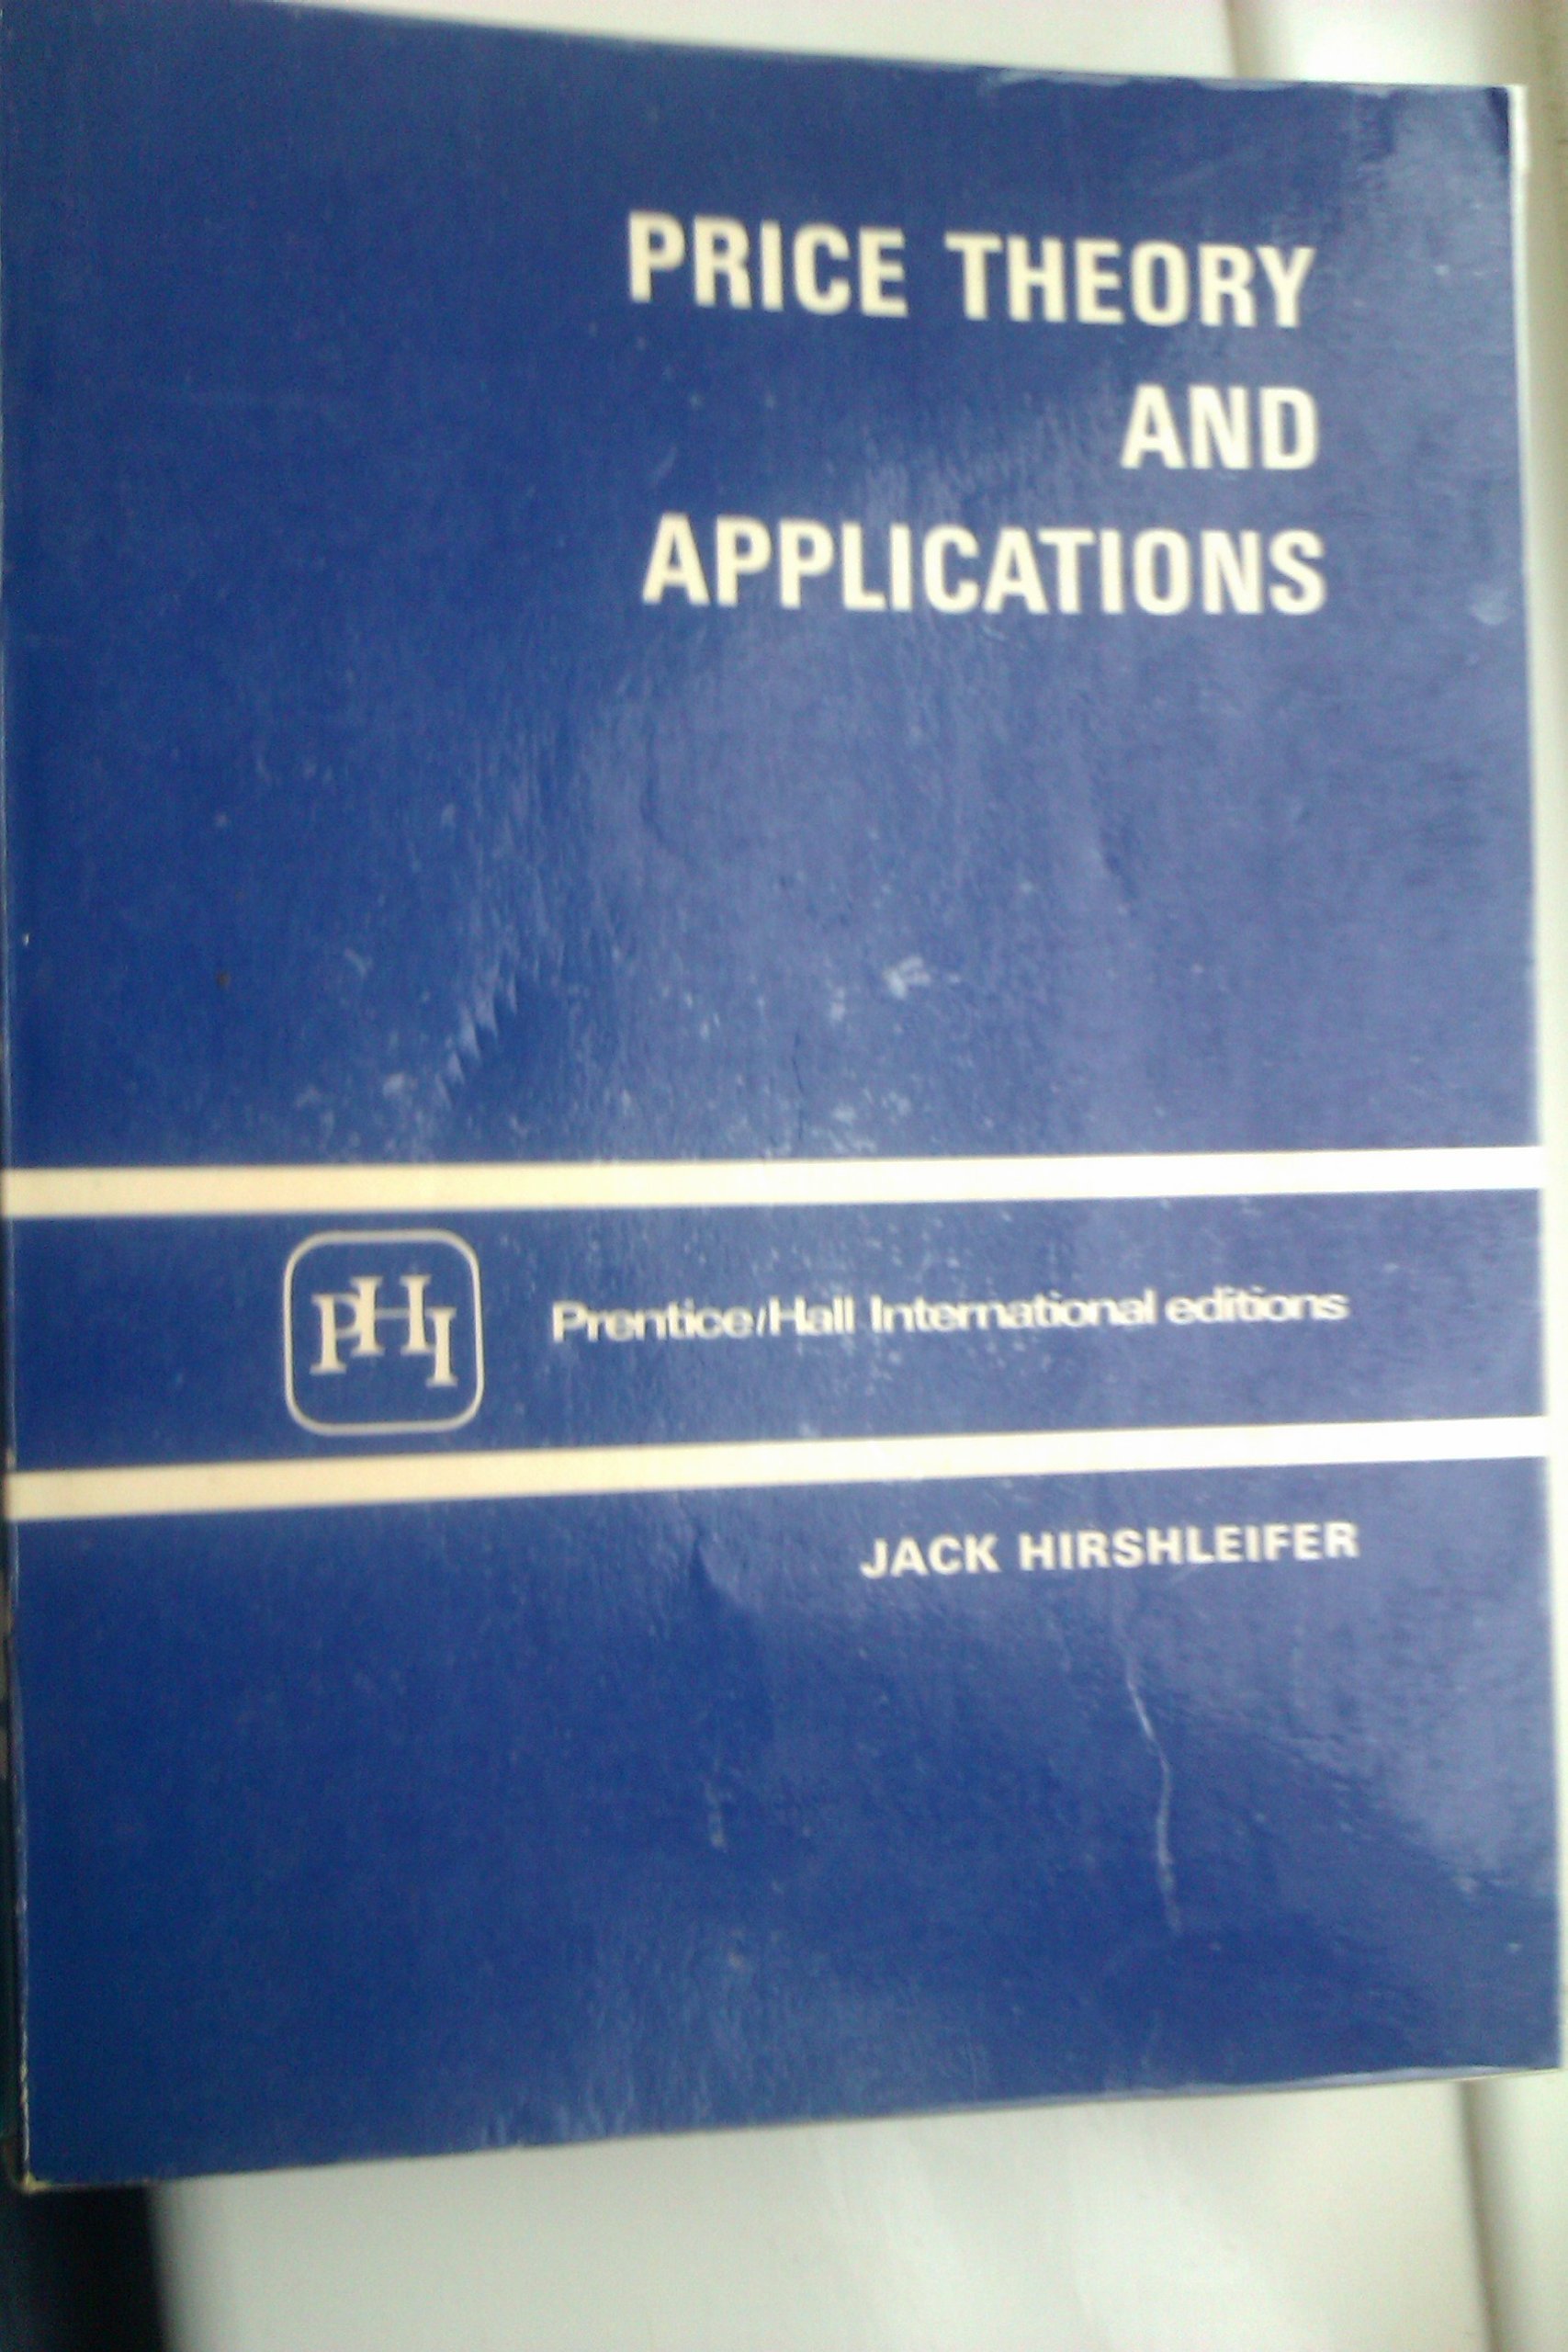 PRICE THEORY
AND
APPLICATIONS
PHI
Prentice/Hall International editions
JACK HIRSHLEIFER